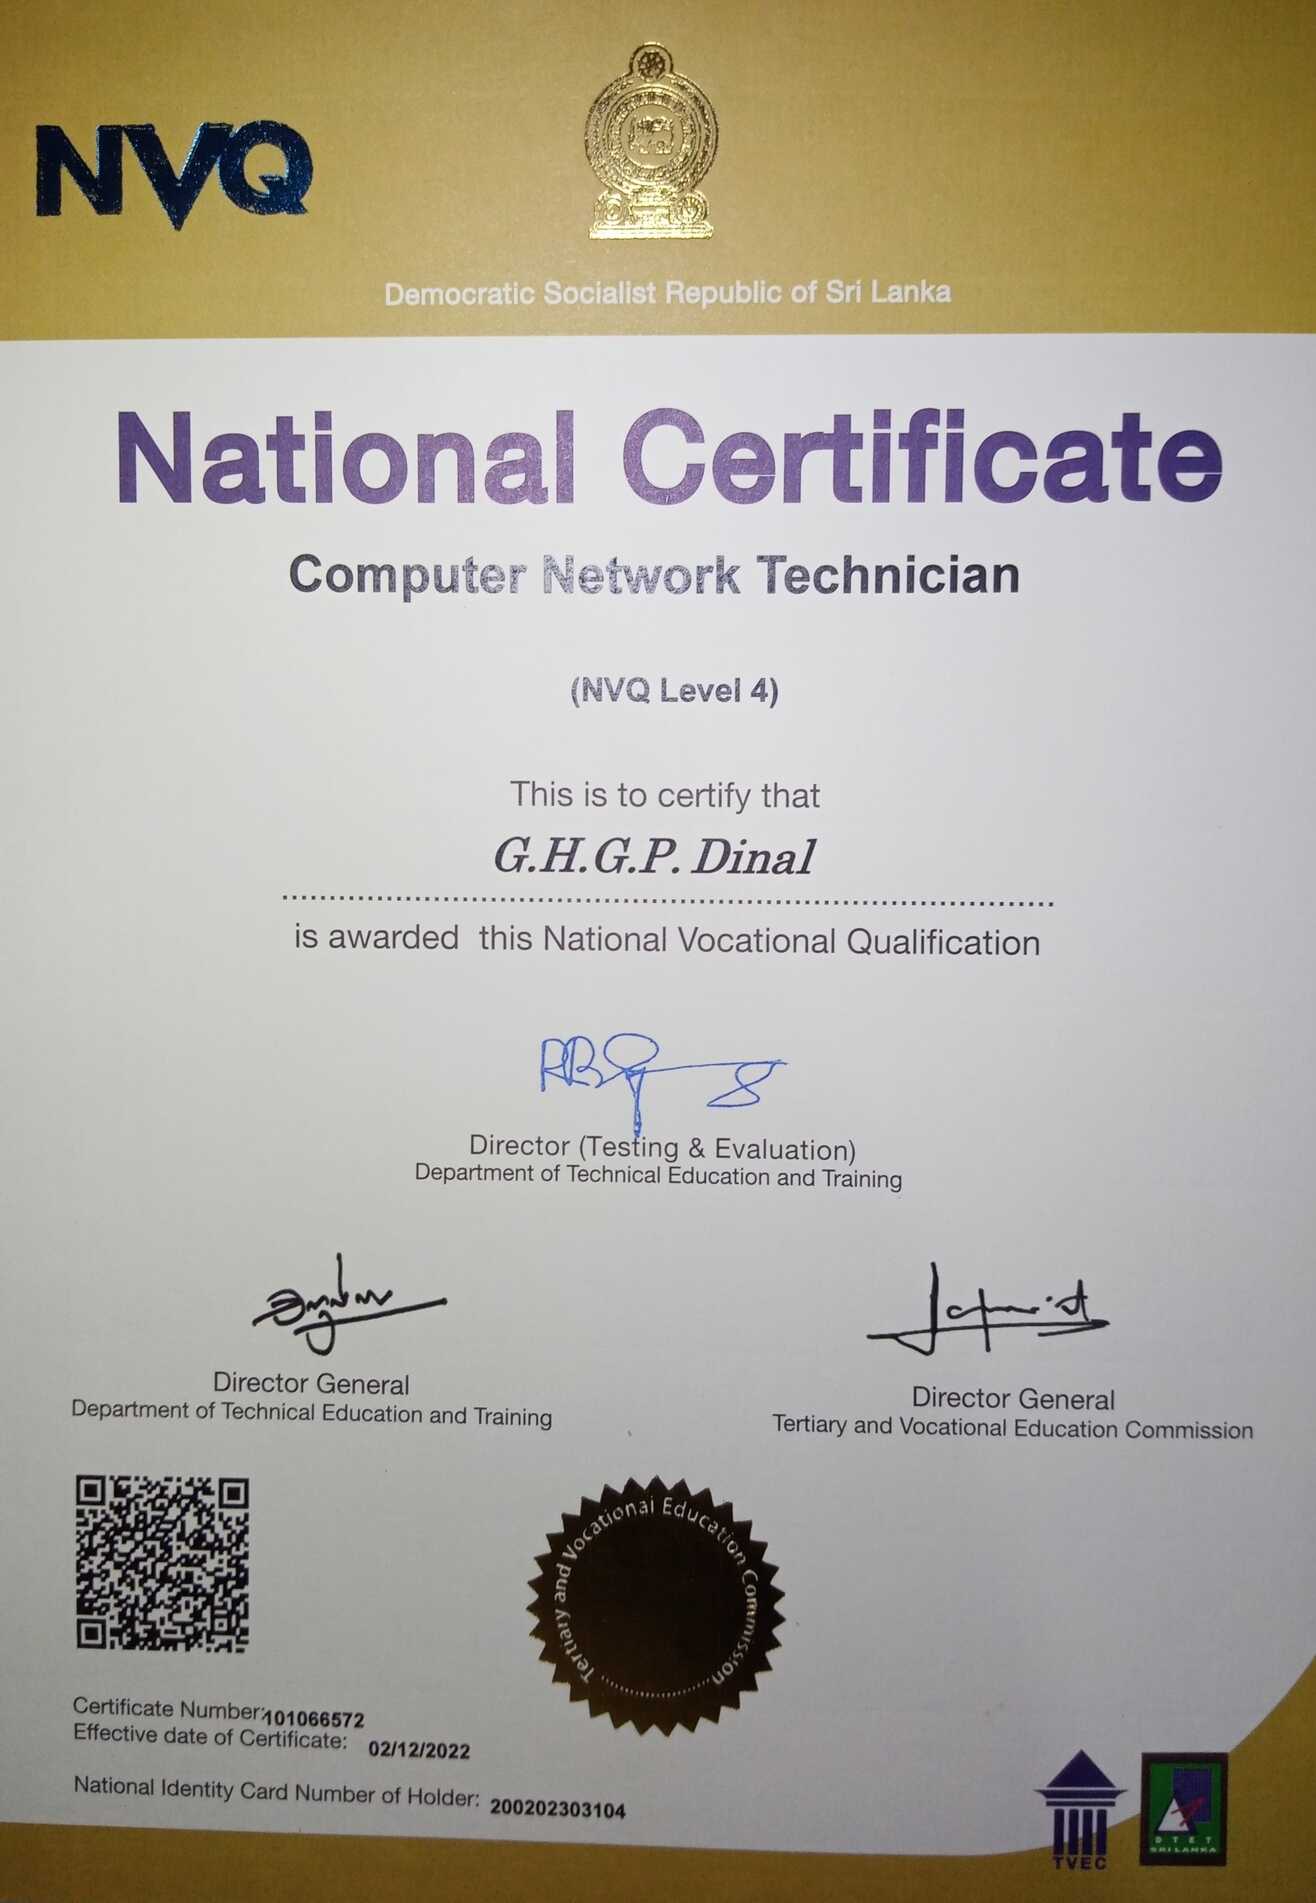 NVQ
Democratic Socialist Republic of Sri Lanka
National Certificate
Computer Network Technician
(NVQ Level 4)
This is to certify that
G.H.G.P. Dinal
is awarded this National Vocational Qualification
Director (Testing & Evaluation)
Department of Technical Education and Training
Director General
Department of Technical Education and Training
Director General
Tertiary and Vocational Education Commission
Tertiary and Vocational Education Commission
Certificate Number:101066572
Effective date of Certificate: 02/12/2022
National Identity Card Number of Holder: 200202303104
TVEC
DTET
SRI LANKA